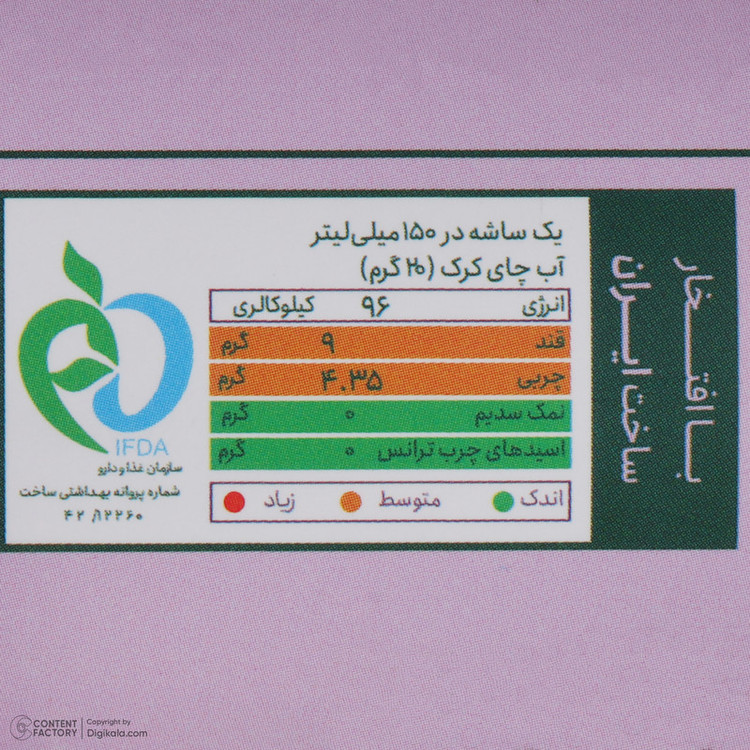 یک ساشه در ۱۵۰ میلی‌لیتر
آب چای کرک (۲۰ گرم)
انرژی ۹۶ کیلوکالری
قند ۹ گرم
چربی ۴.۳۵ گرم
نمک سدیم ۰ گرم
اسیدهای چرب ترانس ۰ گرم
اندک متوسط زیاد
IFDA
سازمان غذا و دارو
شماره پروانه بهداشتی ساخت
۴۲/۱۲۲۶۰
با افتخار
ساخت ایران
CONTENT FACTORY
Copyright by
Digikala.com